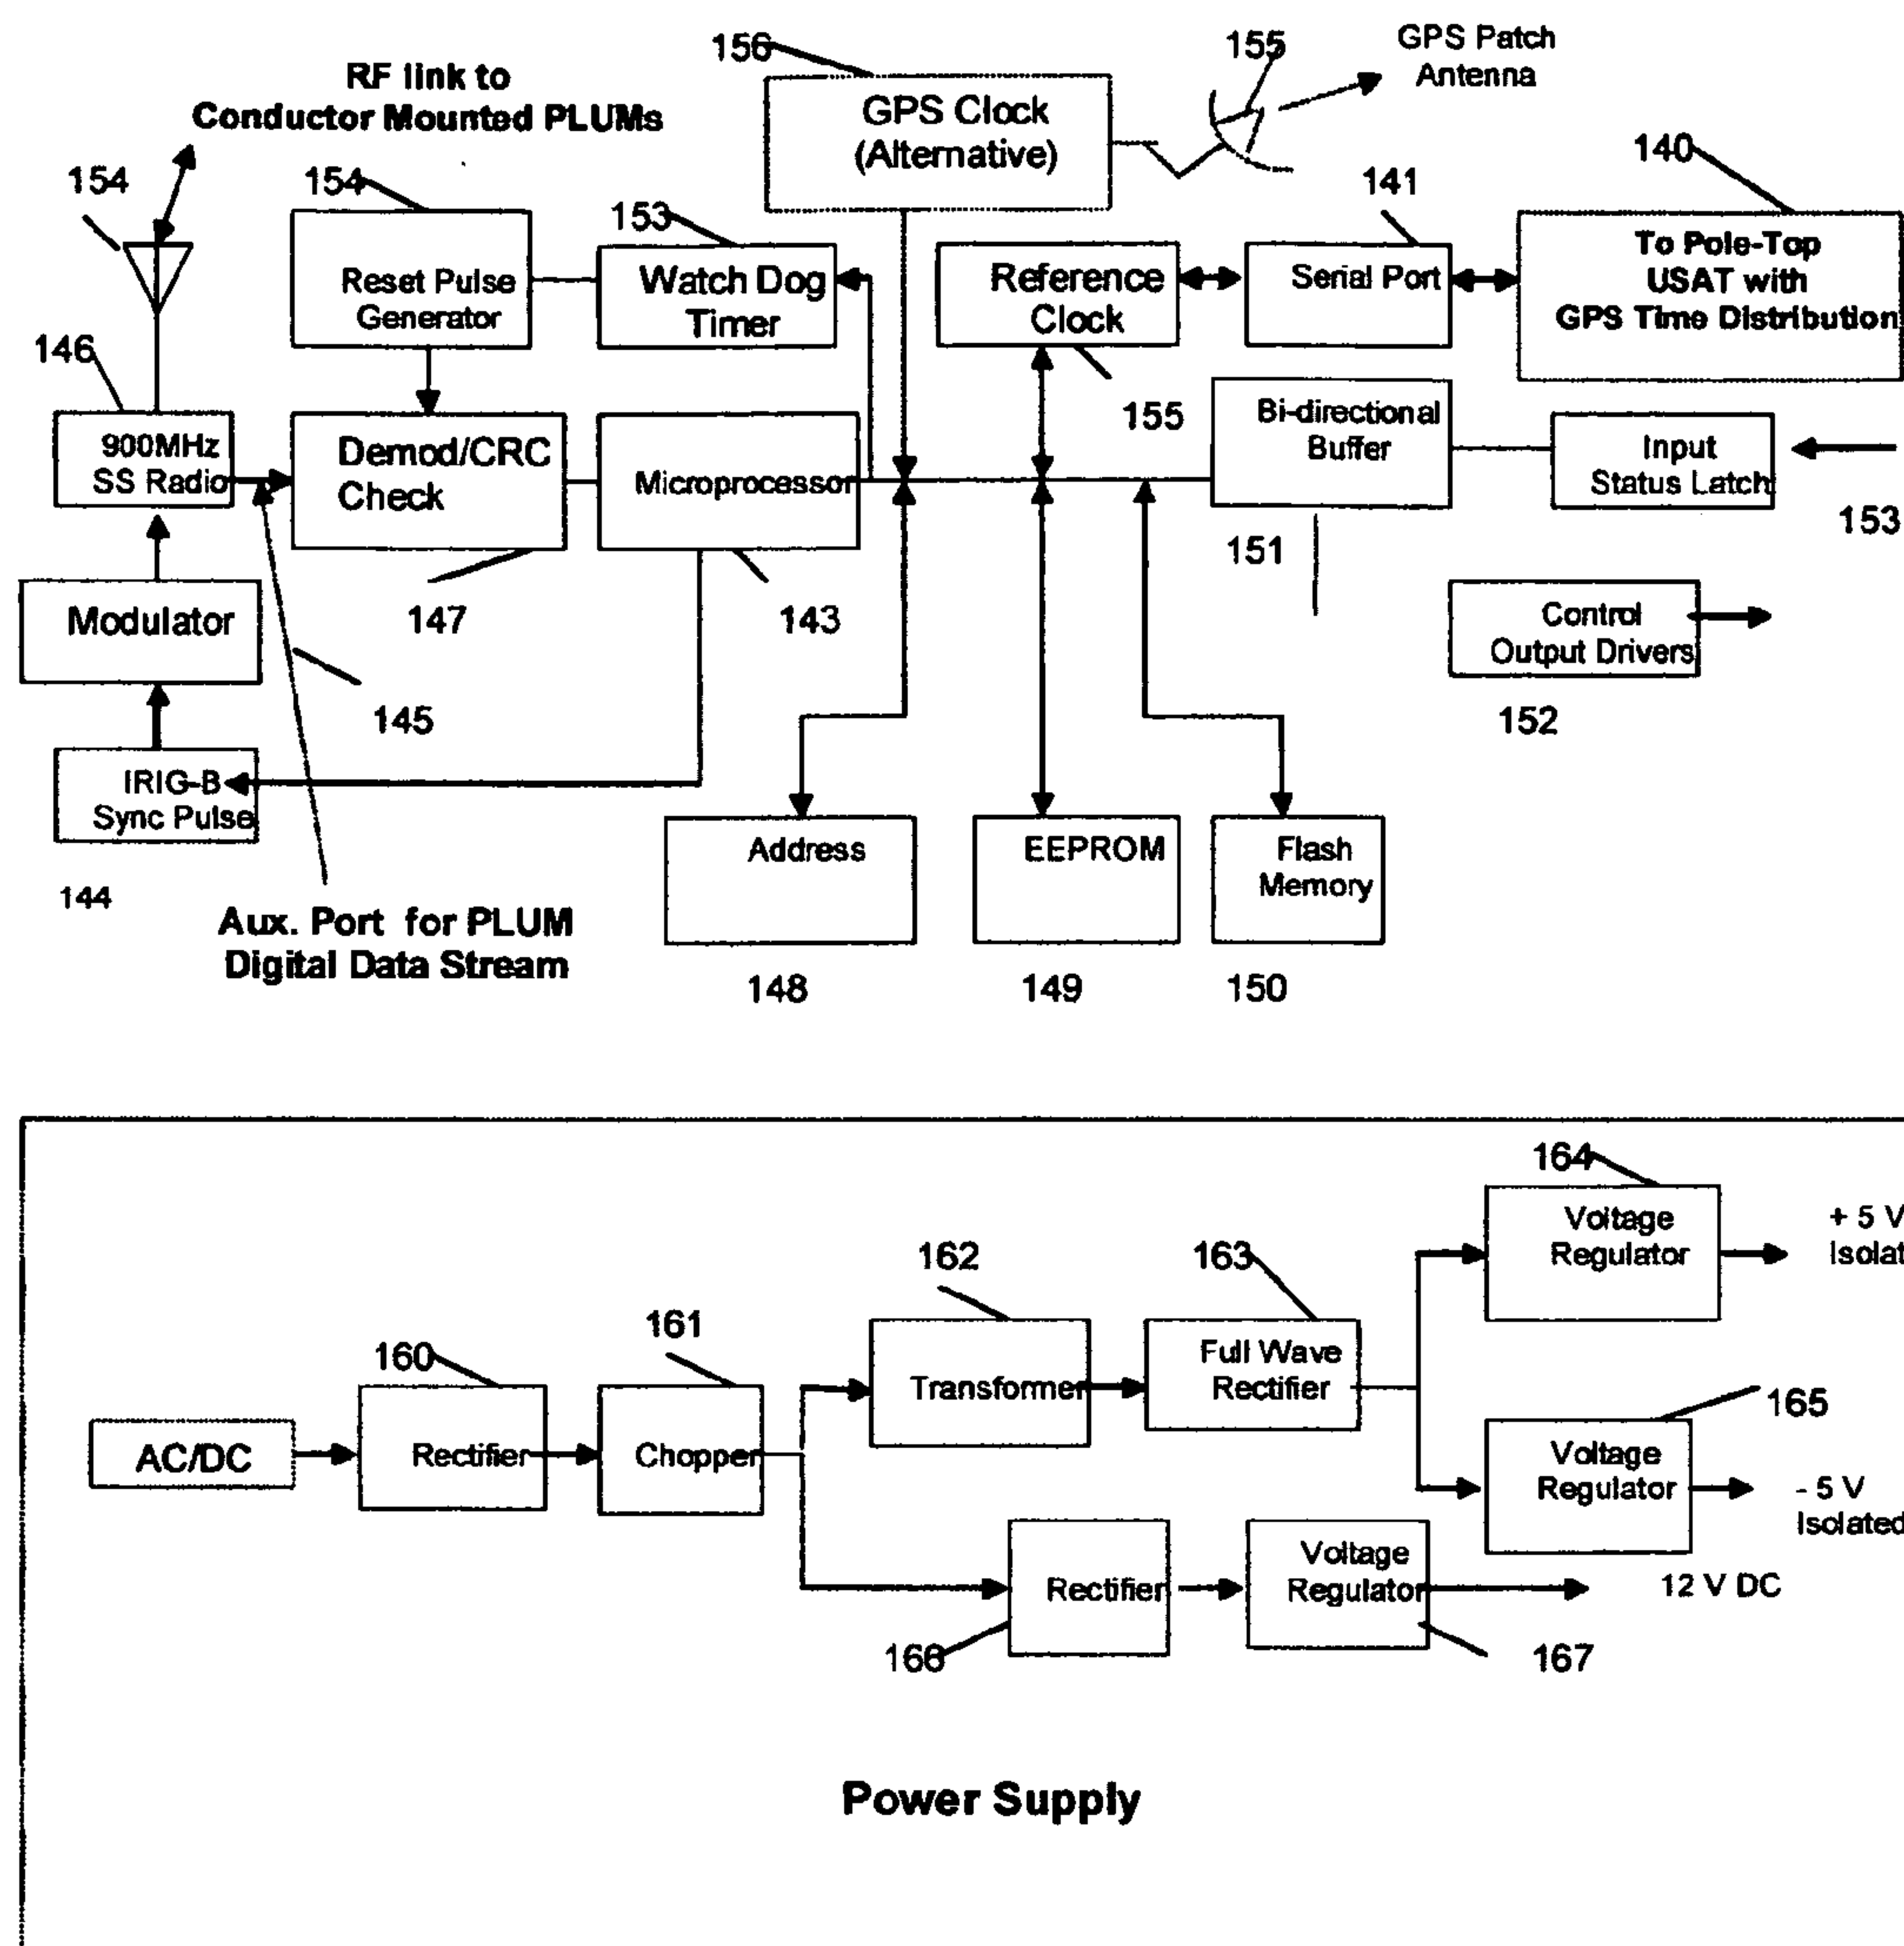 156
155
GPS Patch
Antenna
RF link to
Conductor Mounted PLUMs
GPS Clock
(Alternative)
140
154
154
153
141
Reset Pulse
Generator
Watch Dog
Timer
Reference
Clock
Serial Port
To Pole-Top
USAT with
GPS Time Distribution
146
155
900MHz
SS Radio
Demod/CRC
Check
Microprocessor
Bi-directional
Buffer
Input
Status Latch
153
151
Modulator
147
143
Control
Output Drivers
145
152
IRIG-B
Sync Pulse
Address
EEPROM
Flash
Memory
144
Aux. Port for PLUM
Digital Data Stream
148
149
150
164
Voltage
Regulator
+ 5 V
Isolat
162
163
161
160
Full Wave
Rectifier
Transformer
165
AC/DC
Rectifier
Chopper
Voltage
Regulator
- 5 V
Isolated
Rectifier
Voltage
Regulator
12 V DC
166
167
Power Supply